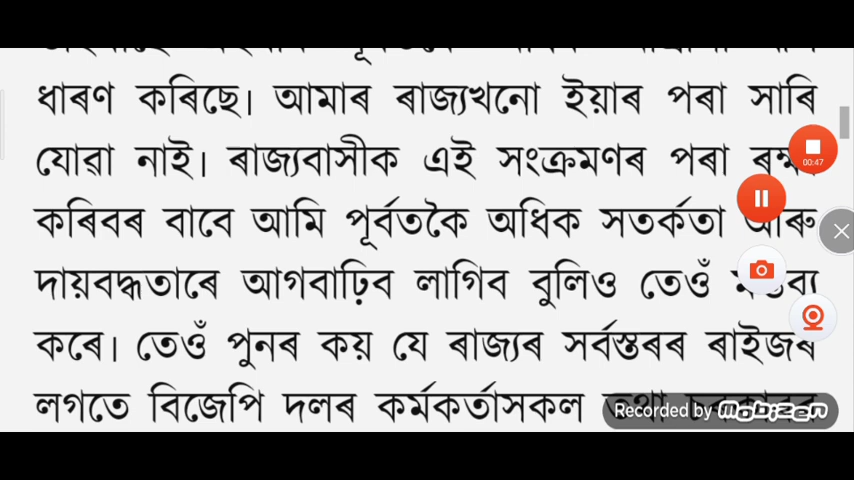 ধাৰণ কৰিছে। আমাৰ ৰাজ্যখনো ইয়াৰ পৰা সাৰি
যোৱা নাই। ৰাজ্যবাসীক এই সংক্ৰমণৰ পৰা
00:47
কৰিবৰ বাবে আমি পূৰ্বতকৈ অধিক সতৰ্কতা আৰু
দায়বদ্ধতাৰে আগবাঢ়িব লাগিব বুলিও তেওঁ
কৰে। তেওঁ পুনৰ কয় যে ৰাজ্যৰ সৰ্বস্তৰৰ ৰাইজৰ
লগতে বিজেপি দলৰ কৰ্মকৰ্তাসকল
Recorded by mobizen